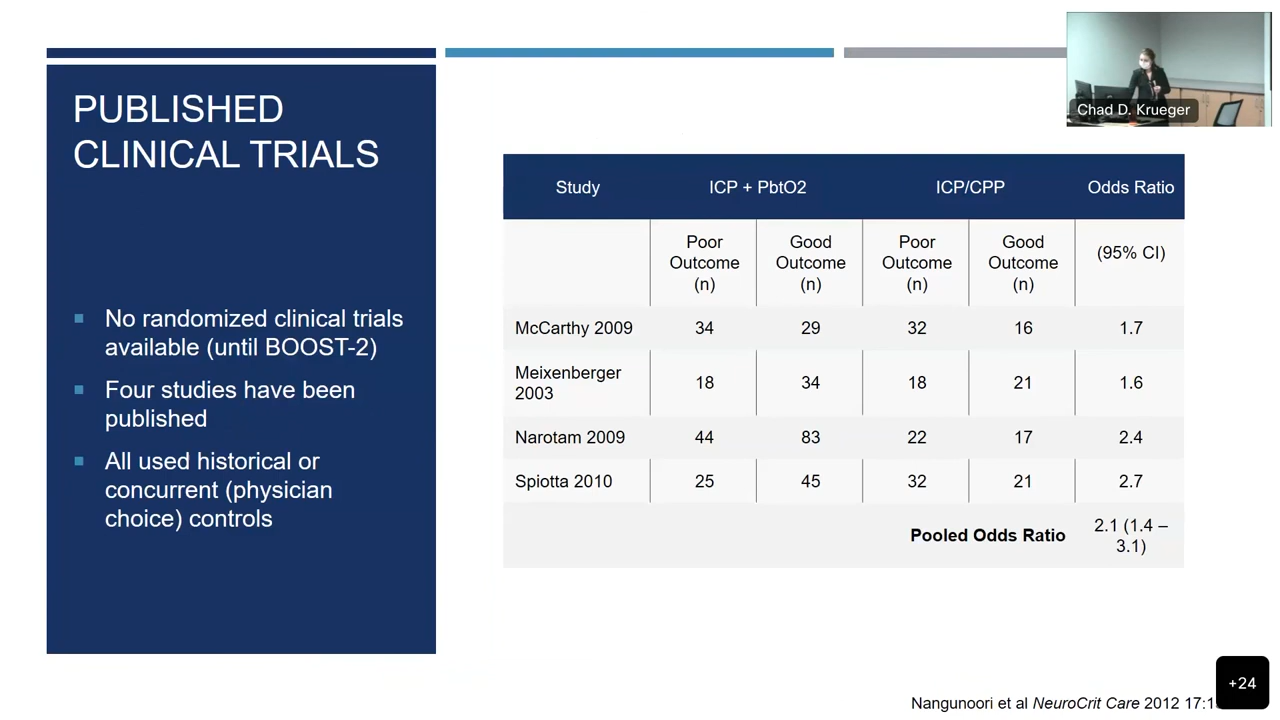 PUBLISHED
CLINICAL TRIALS
No randomized clinical trials
available (until BOOST-2)
Four studies have been
published
All used historical or
concurrent (physician
choice) controls
Chad D. Krueger
Study ICP + PbtO2 ICP/CPP Odds Ratio
Poor Outcome (n) Good Outcome (n) Poor Outcome (n) Good Outcome (n) (95% CI)
McCarthy 2009 34 29 32 16 1.7
Meixenberger 2003 18 34 18 21 1.6
Narotam 2009 44 83 22 17 2.4
Spiotta 2010 25 45 32 21 2.7
Pooled Odds Ratio 2.1 (1.4 – 3.1)
+24
Nangunoori et al NeuroCrit Care 2012